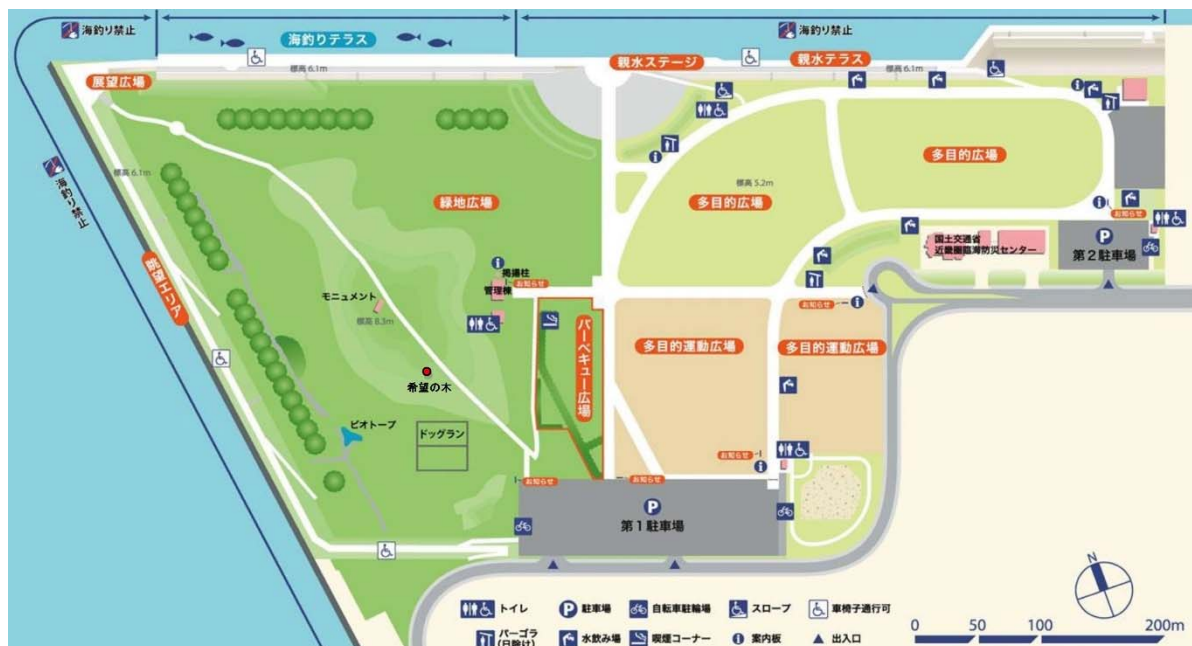 海釣り禁止
海釣りテラス
海釣り禁止
展望広場
標高 6.1m
親水ステージ
親水テラス
標高 6.1m
海釣り禁止
標高 6.1m
緑地広場
多目的広場
標高 5.2m
多目的広場
お知らせ
国土交通省
近畿圏臨海防災センター
P
第2駐車場
眺望エリア
モニュメント
標高 8.3m
掲揚柱
お知らせ
管理棟
バーベキュー広場
多目的運動広場
お知らせ
多目的運動広場
希望の木
ビオトープ
ドッグラン
お知らせ
お知らせ
お知らせ
P
第1駐車場
N
トイレ
P
駐車場
自転車駐輪場
スロープ
車椅子通行可
パーゴラ
(日除け)
水飲み場
喫煙コーナー
案内板
出入口
0 50 100 200m